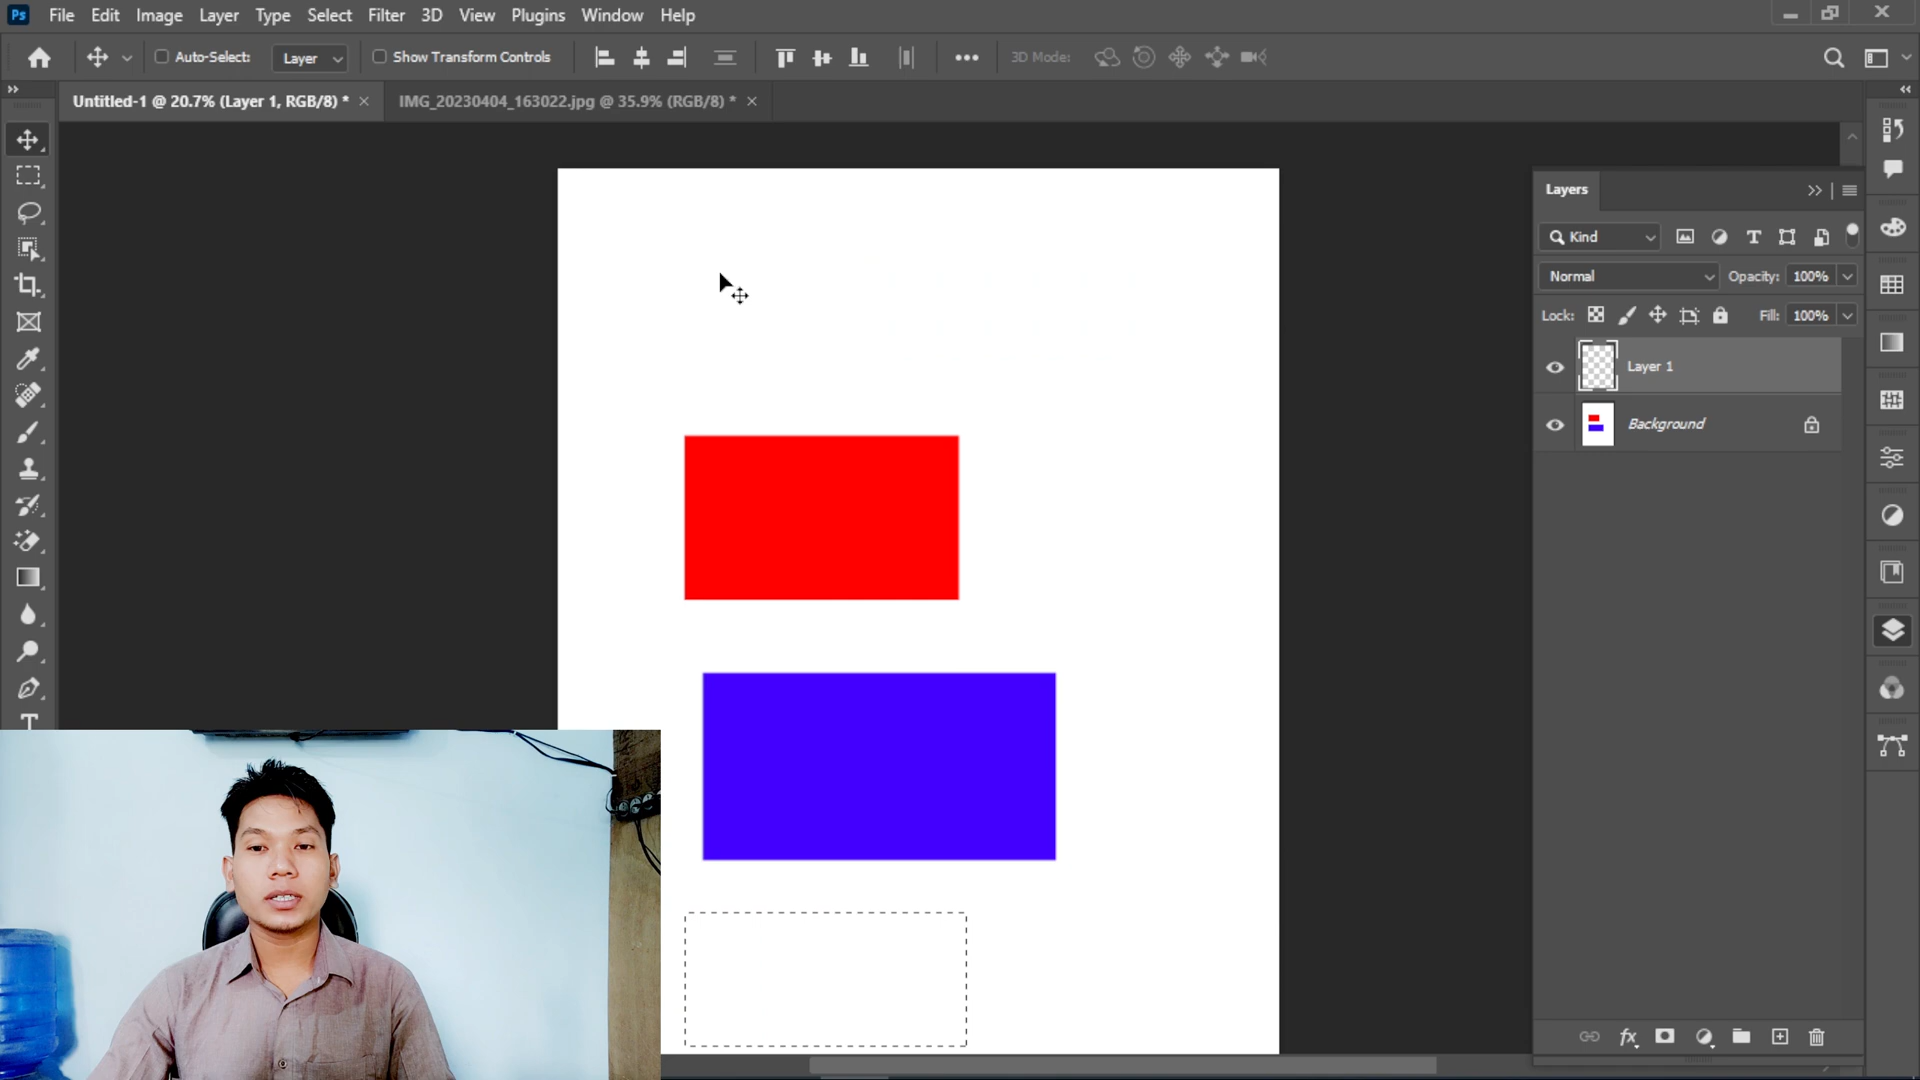 Ps File Edit Image Layer Type Select Filter 3D View Plugins Window Help
Auto-Select: Layer Show Transform Controls 3D Mode:
Untitled-1 @ 20.7% (Layer 1, RGB/8) * IMG_20230404_163022.jpg @ 35.9% (RGB/8) *
Layers
Kind
Normal Opacity: 100%
Lock: Fill: 100%
Layer 1
Background
fx